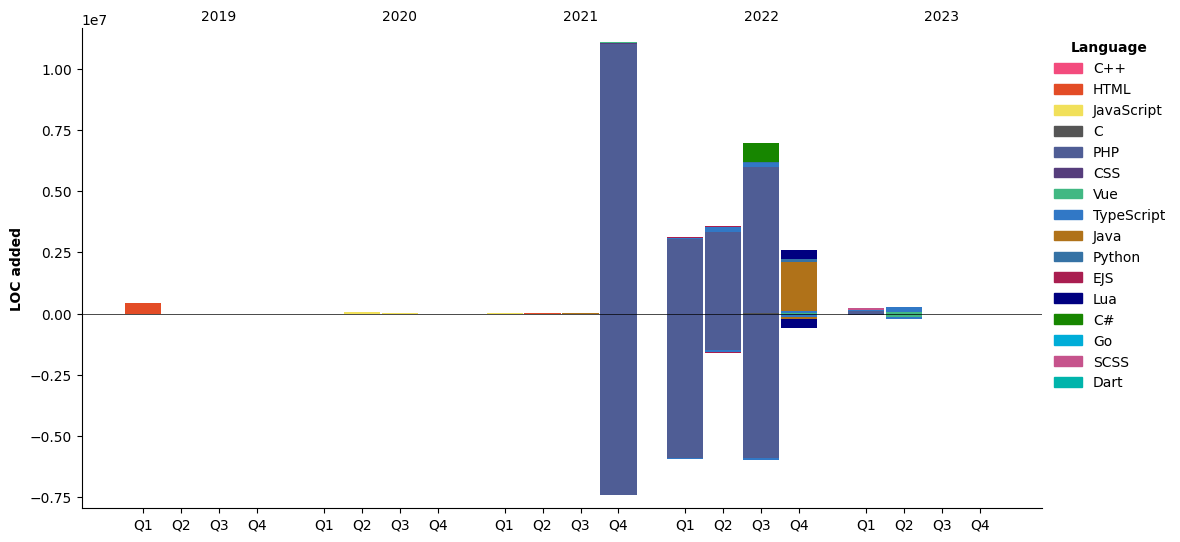 2019 2020 2021 2022 2023
1e7
Language
C++
HTML
JavaScript
C
PHP
CSS
Vue
TypeScript
Java
Python
EJS
Lua
C#
Go
SCSS
Dart
LOC added
1.00
0.75
0.50
0.25
0.00
−0.25
−0.50
−0.75
Q1 Q2 Q3 Q4 Q1 Q2 Q3 Q4 Q1 Q2 Q3 Q4 Q1 Q2 Q3 Q4 Q1 Q2 Q3 Q4